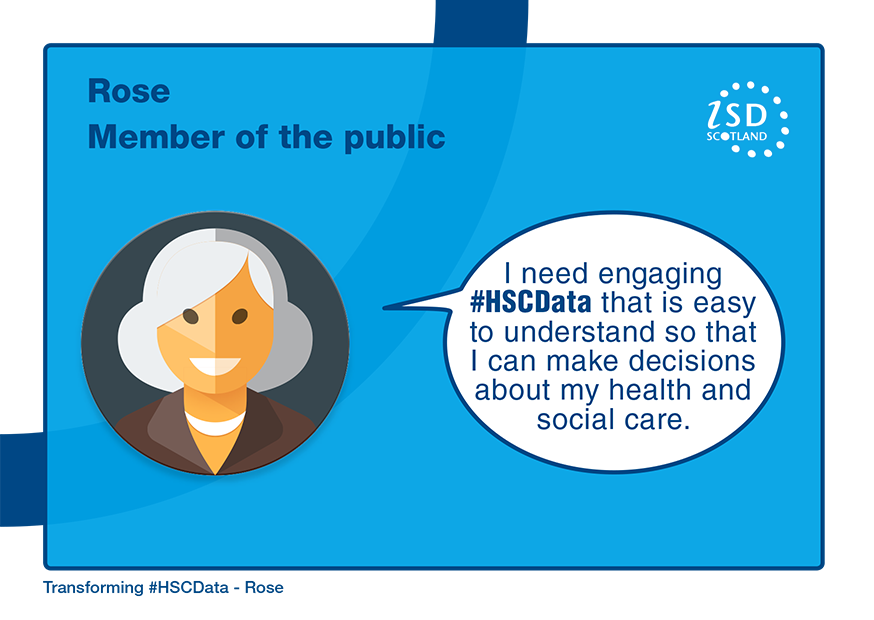 Rose
Member of the public
iSD
SCOTLAND
I need engaging
#HSCData that is easy
to understand so that
I can make decisions
about my health and
social care.
Transforming #HSCData - Rose